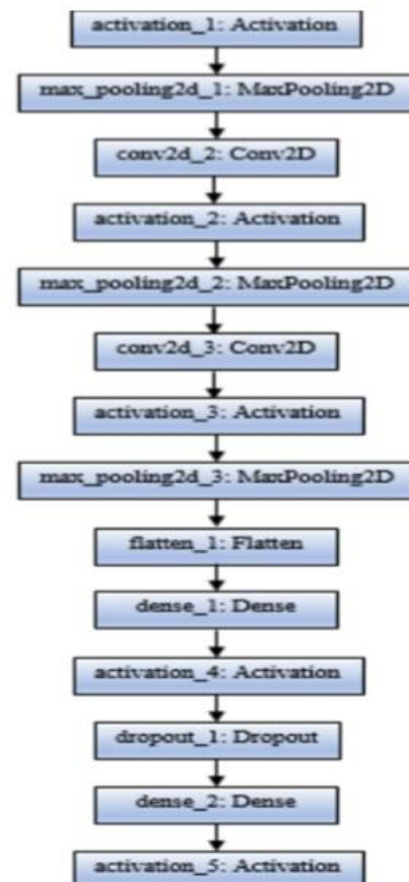 activation_1: Activation
max_pooling2d_1: MaxPooling2D
conv2d_2: Conv2D
activation_2: Activation
max_pooling2d_2: MaxPooling2D
conv2d_3: Conv2D
activation_3: Activation
max_pooling2d_3: MaxPooling2D
flatten_1: Flatten
dense_1: Dense
activation_4: Activation
dropout_1: Dropout
dense_2: Dense
activation_5: Activation